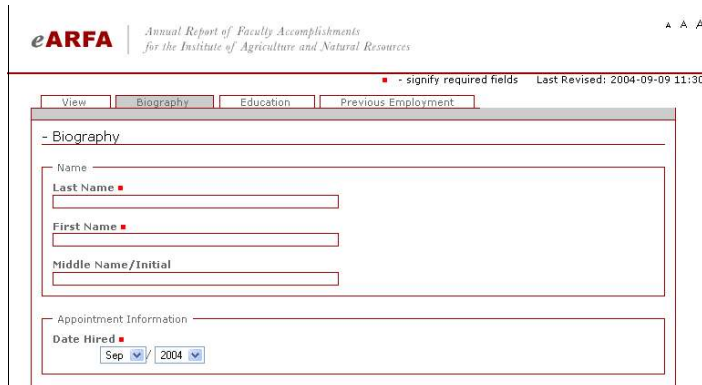 eARFA
Annual Report of Faculty Accomplishments
for the Institute of Agriculture and Natural Resources
A A A
- signify required fields Last Revised: 2004-09-09 11:30
View Biography Education Previous Employment
- Biography
Name
Last Name
First Name
Middle Name/Initial
Appointment Information
Date Hired
Sep / 2004